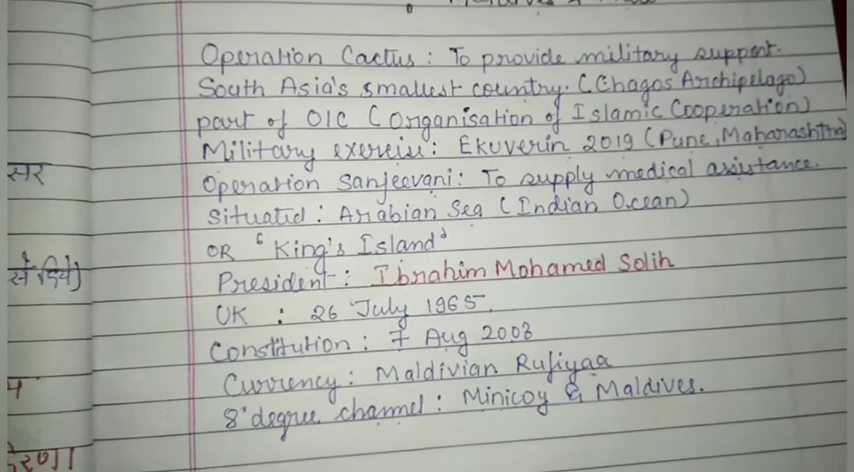 Operation Cactus : To provide military support.
South Asia's smallest country. (Chagos Archipelago)
part of OIC (Organisation of Islamic Cooperation)
Military exercise : Ekuverin 2019 (Pune, Maharashtra)
सर
Operation Sanjeevani : To supply medical assistance.
Situated : Arabian Sea (Indian Ocean)
OR 'King's Island'
से दिये)
President : Ibrahim Mohamed Solih
UK : 26 July 1965.
Constitution : 7 Aug 2008
Currency : Maldivian Rufiyaa
8° degree channel : Minicoy & Maldives.